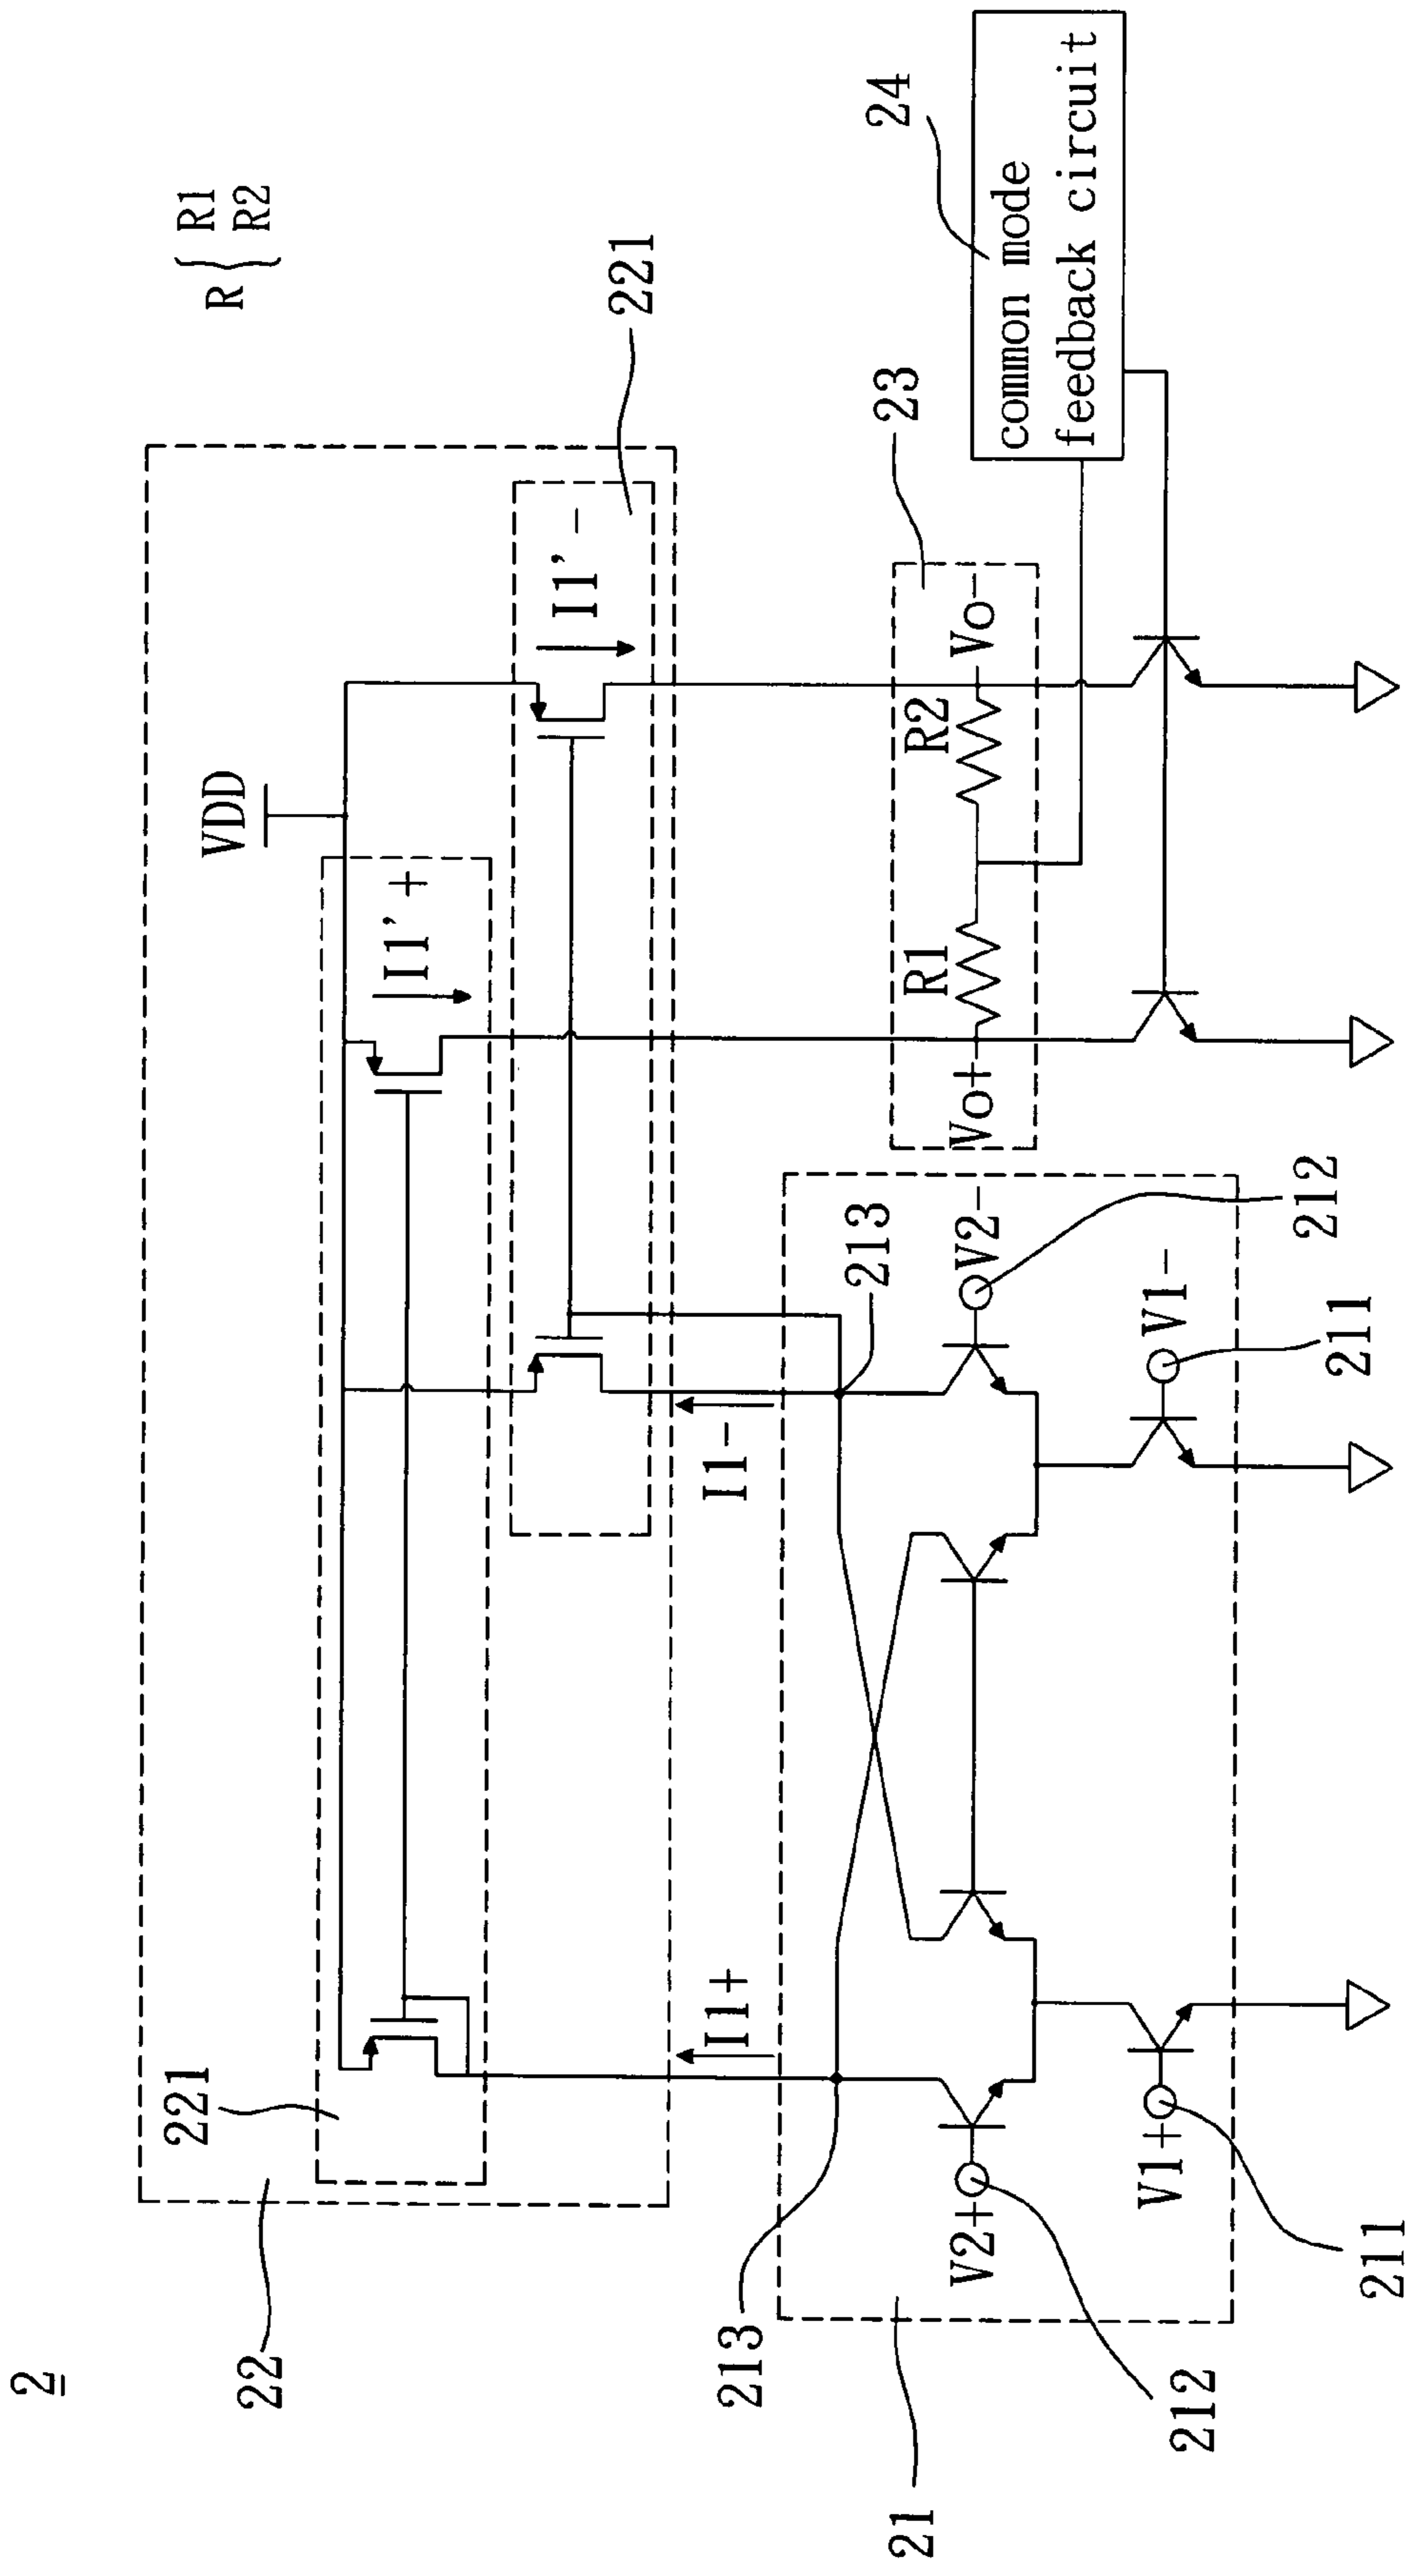 2
R { R1
R2
VDD
22
221
I1'+
I1'-
221
I1+
I1-
213
213
23
24
R1
R2
Vo+
Vo-
common mode
feedback circuit
V2+
V2-
212
212
V1+
V1-
211
211
21